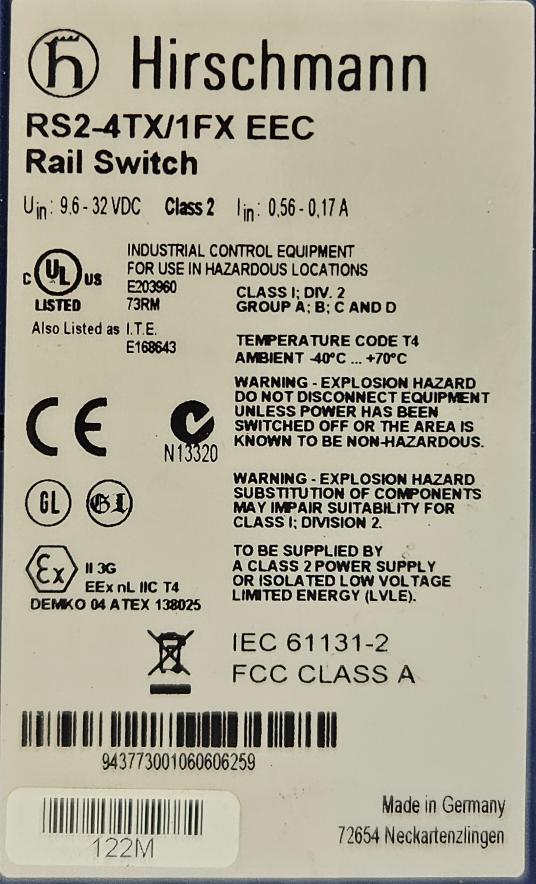 Hirschmann
RS2-4TX/1FX EEC
Rail Switch
Uin: 9,6 - 32 VDC Class 2 Iin: 0,56 - 0,17 A
INDUSTRIAL CONTROL EQUIPMENT
FOR USE IN HAZARDOUS LOCATIONS
C UL US
LISTED
E203960
73RM
CLASS I; DIV. 2
GROUP A; B; C AND D
Also Listed as I.T.E.
E168643
TEMPERATURE CODE T4
AMBIENT -40°C ... +70°C
WARNING - EXPLOSION HAZARD
DO NOT DISCONNECT EQUIPMENT
UNLESS POWER HAS BEEN
SWITCHED OFF OR THE AREA IS
KNOWN TO BE NON-HAZARDOUS.
CE
N13320
WARNING - EXPLOSION HAZARD
SUBSTITUTION OF COMPONENTS
MAY IMPAIR SUITABILITY FOR
CLASS I; DIVISION 2.
GL GL
TO BE SUPPLIED BY
A CLASS 2 POWER SUPPLY
OR ISOLATED LOW VOLTAGE
LIMITED ENERGY (LVLE).
Ex
II 3G
EEx nL IIC T4
DEMKO 04 ATEX 138025
IEC 61131-2
FCC CLASS A
943773001060606259
122M
Made in Germany
72654 Neckartenzlingen